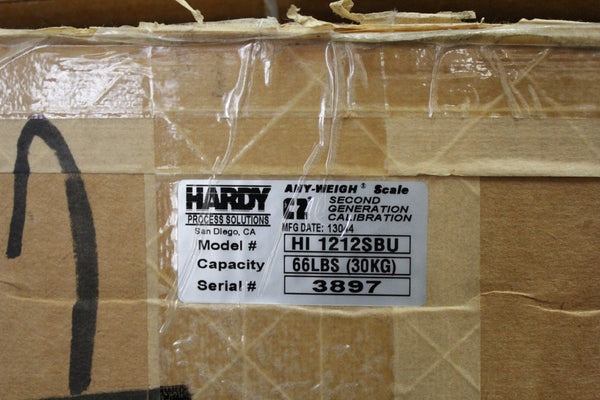 HARDY
PROCESS SOLUTIONS
San Diego, CA
ANY-WEIGH® Scale
C2® SECOND
GENERATION
CALIBRATION
MFG DATE: 13044
Model # HI 1212SBU
Capacity 66LBS (30KG)
Serial # 3897